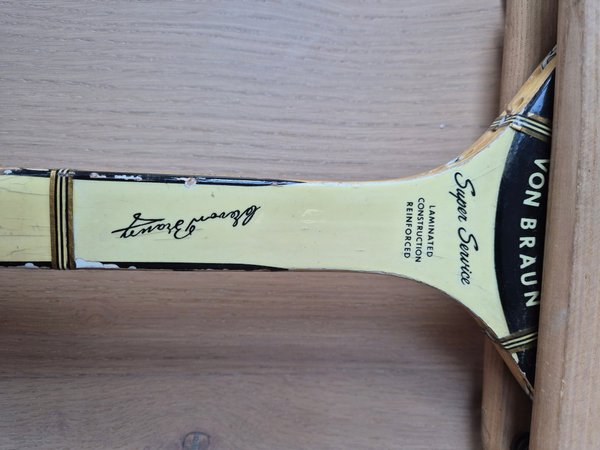 VON BRAUN
Super Service
LAMINATED
CONSTRUCTION
REINFORCED